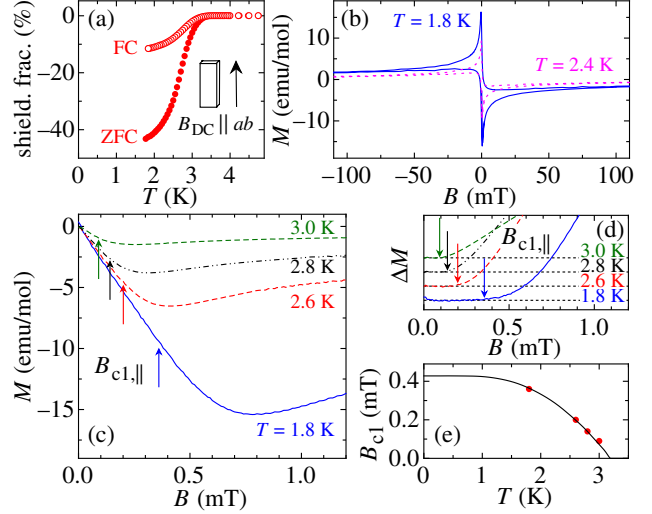 (a)
shield. frac. (%)
0
−20
−40
FC
ZFC
B_DC || ab
0 1 2 3 4
T (K)
(b)
M (emu/mol)
10
0
−10
T = 1.8 K
T = 2.4 K
−100 −50 0 50 100
B (mT)
(c)
M (emu/mol)
0
−5
−10
−15
3.0 K
2.8 K
2.6 K
B_c1,||
T = 1.8 K
0.0 0.5 1.0
B (mT)
(d)
ΔM
B_c1,||
3.0 K
2.8 K
2.6 K
1.8 K
0.0 0.5 1.0
B (mT)
(e)
B_c1 (mT)
0.4
0.2
0.0
0 1 2 3
T (K)